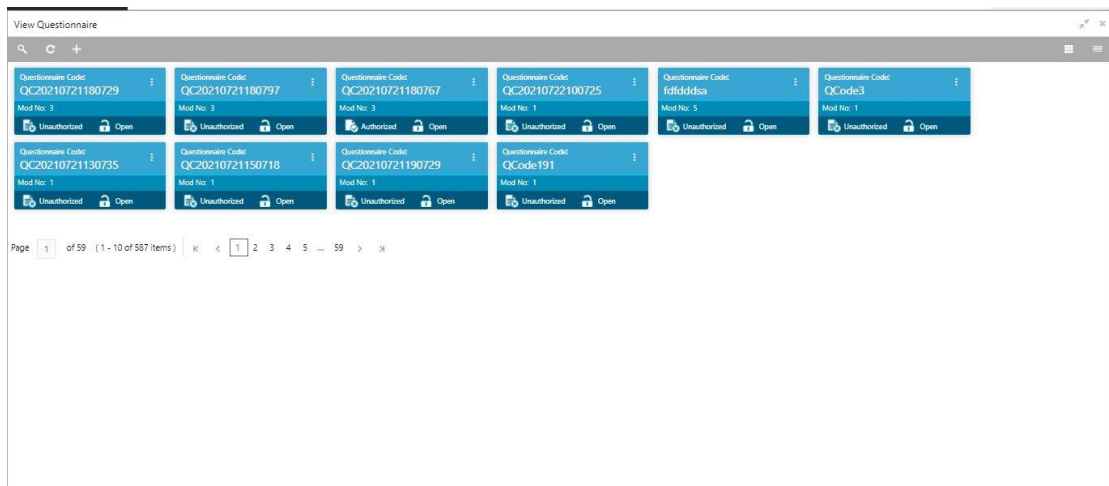 View Questionnaire
Questionnaire Code: Questionnaire Code: Questionnaire Code: Questionnaire Code: Questionnaire Code: Questionnaire Code:
QC20210721180729 QC20210721180797 QC20210721180767 QC20210722100725 fdfdddsa QCode3
Mod No: 3 Mod No: 3 Mod No: 3 Mod No: 1 Mod No: 5 Mod No: 1
Unauthorized Open Unauthorized Open Authorized Open Unauthorized Open Unauthorized Open Unauthorized Open
Questionnaire Code: Questionnaire Code: Questionnaire Code: Questionnaire Code:
QC20210721130735 QC20210721150718 QC20210721190729 QCode191
Mod No: 1 Mod No: 1 Mod No: 1 Mod No: 1
Unauthorized Open Unauthorized Open Unauthorized Open Unauthorized Open
Page 1 of 59 (1 - 10 of 587 items) 1 2 3 4 5 ... 59